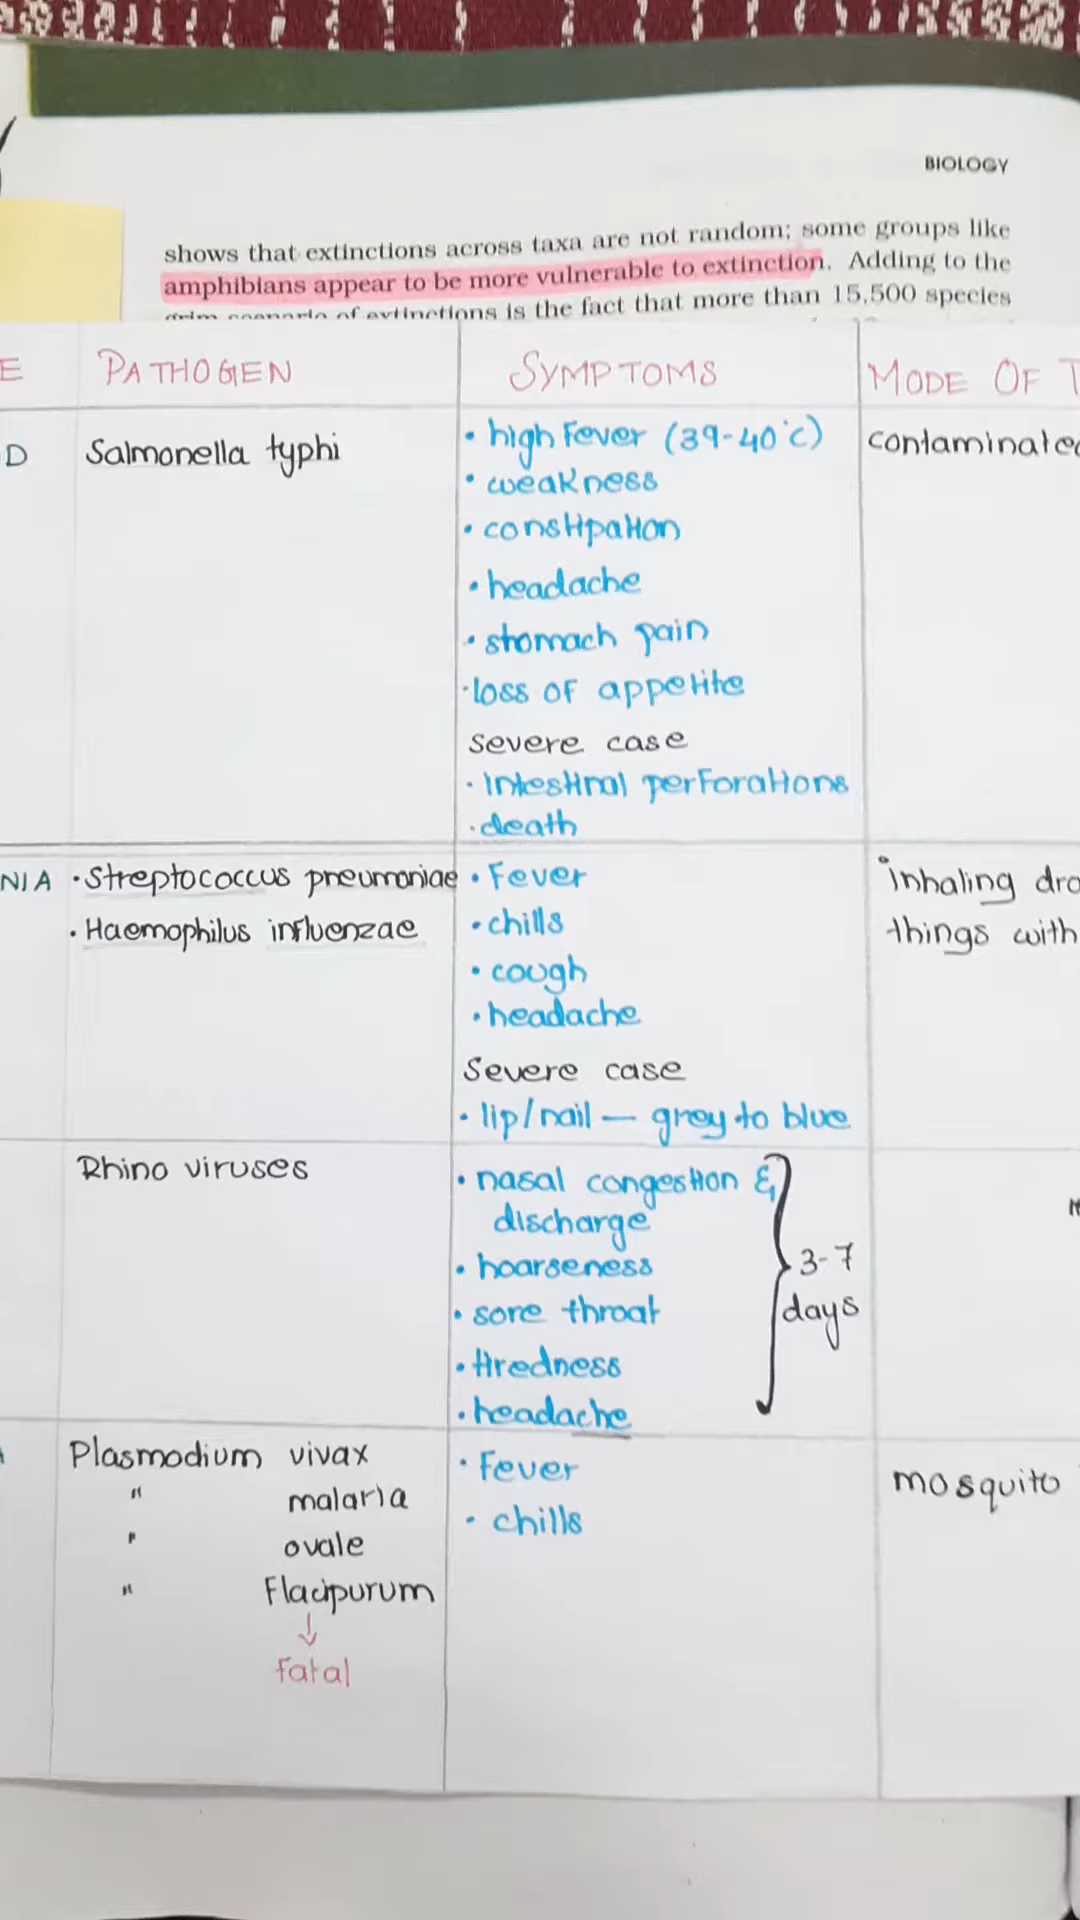 BIOLOGY
shows that extinctions across taxa are not random; some groups like
amphibians appear to be more vulnerable to extinction. Adding to the
grim scenario of extinctions is the fact that more than 15,500 species
E PATHOGEN SYMPTOMS MODE OF T
D Salmonella typhi • high Fever (39-40°c) contaminated
• weakness
• constipation
• headache
• stomach pain
• loss of appetite
severe case
• intestinal perforations
• death
NIA • Streptococcus pneumoniae • Fever inhaling dro
• Haemophilus influenzae • chills things with
• cough
• headache
Severe case
• lip/nail — grey to blue
Rhino viruses • nasal congestion &
discharge
• hoarseness 3-7
• sore throat days
• tiredness
• headache
Plasmodium vivax • Fever mosquito
" malaria • chills
" ovale
" Flacipurum
↓
fatal